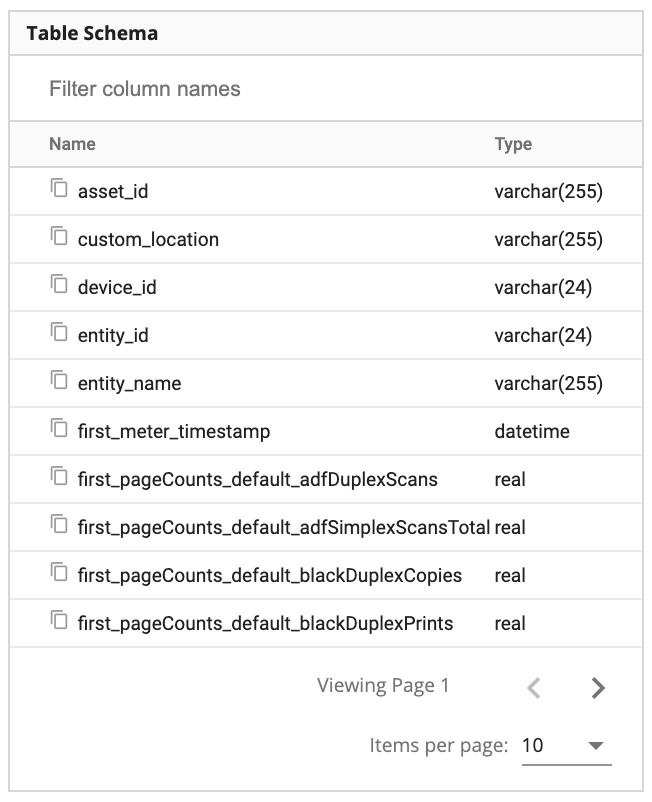 Table Schema
Filter column names
Name Type
asset_id varchar(255)
custom_location varchar(255)
device_id varchar(24)
entity_id varchar(24)
entity_name varchar(255)
first_meter_timestamp datetime
first_pageCounts_default_adfDuplexScans real
first_pageCounts_default_adfSimplexScansTotal real
first_pageCounts_default_blackDuplexCopies real
first_pageCounts_default_blackDuplexPrints real
Viewing Page 1
Items per page: 10